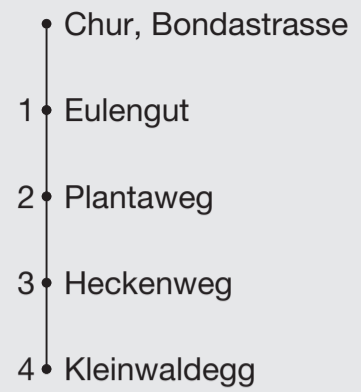 Chur, Bondastrasse
1 Eulengut
2 Plantaweg
3 Heckenweg
4 Kleinwaldegg